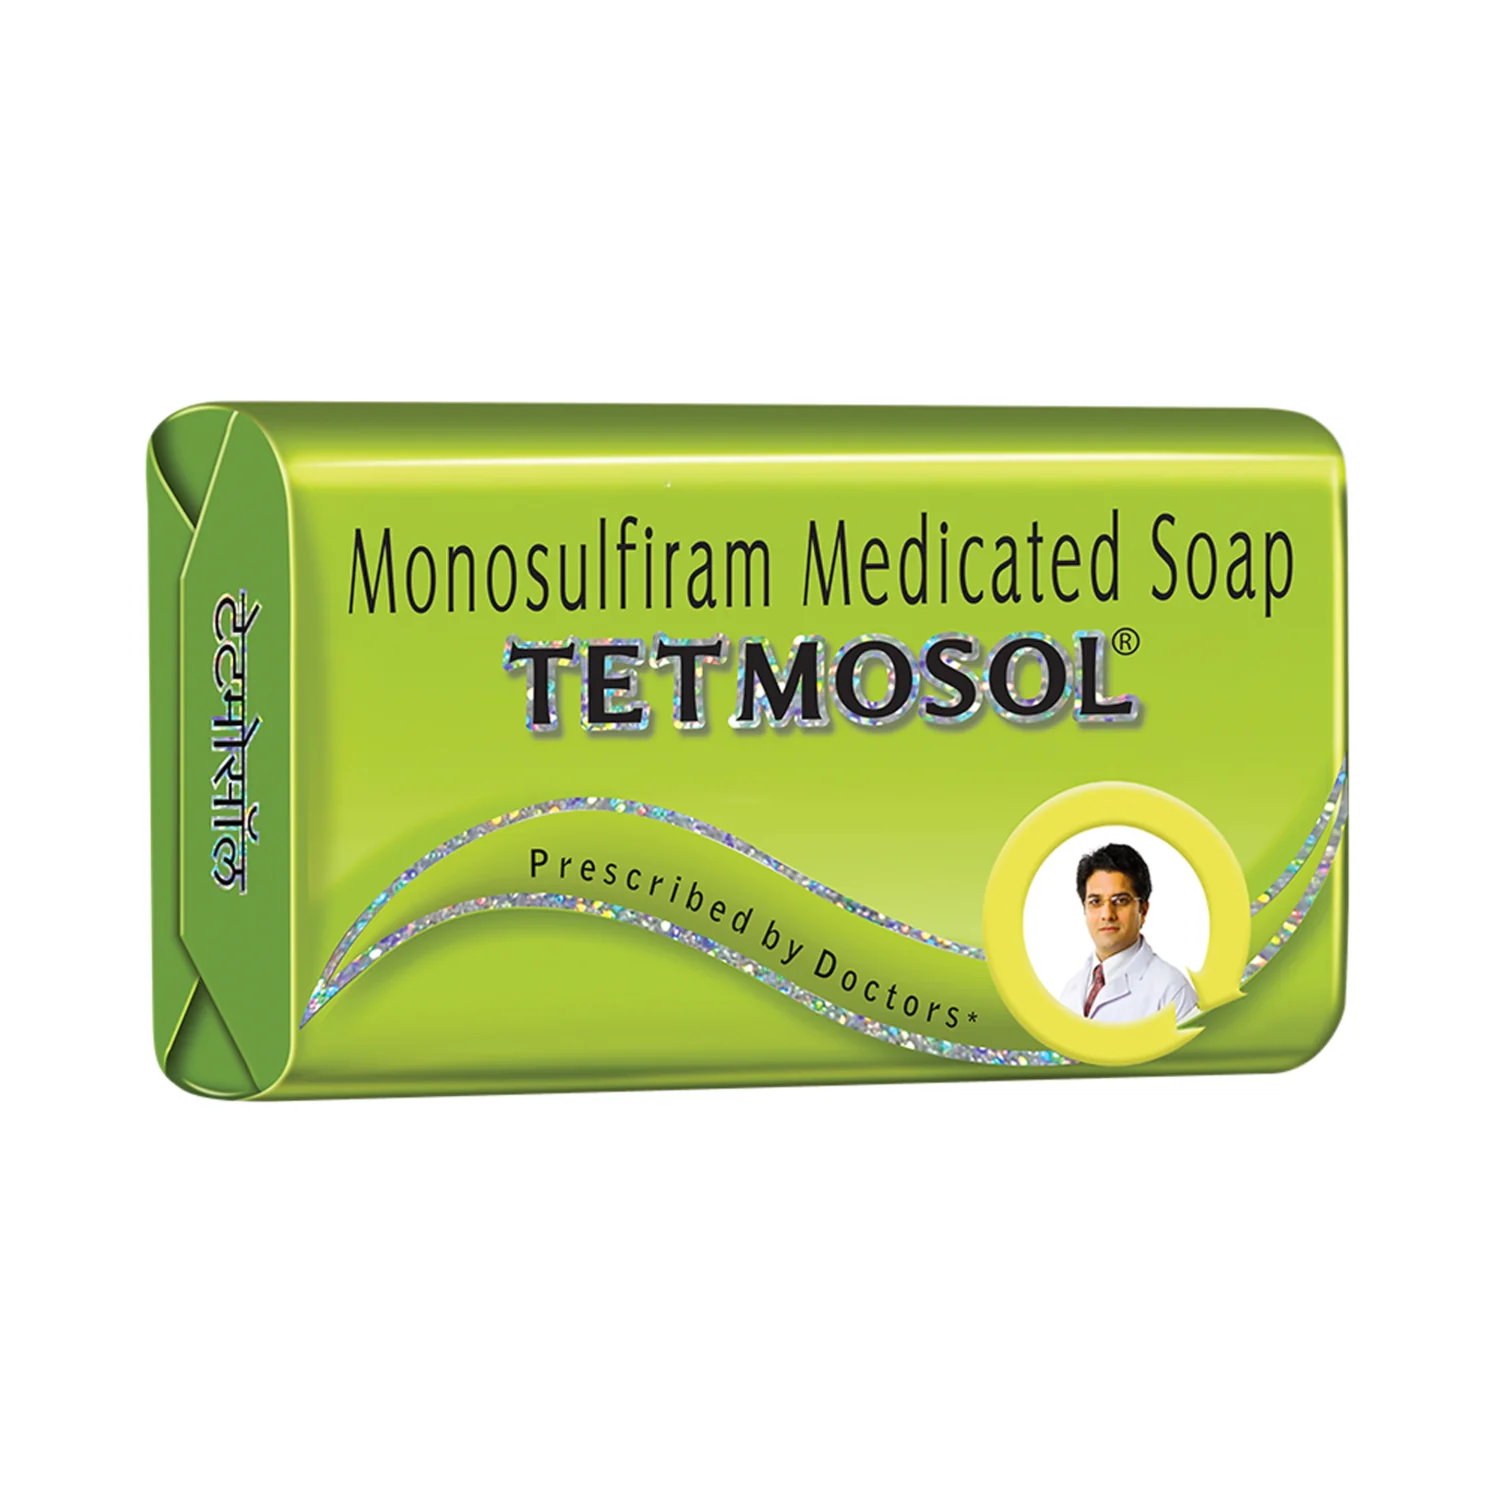 Monosulfiram Medicated Soap
TETMOSOL®
Prescribed by Doctors*
टेटमोसॉल